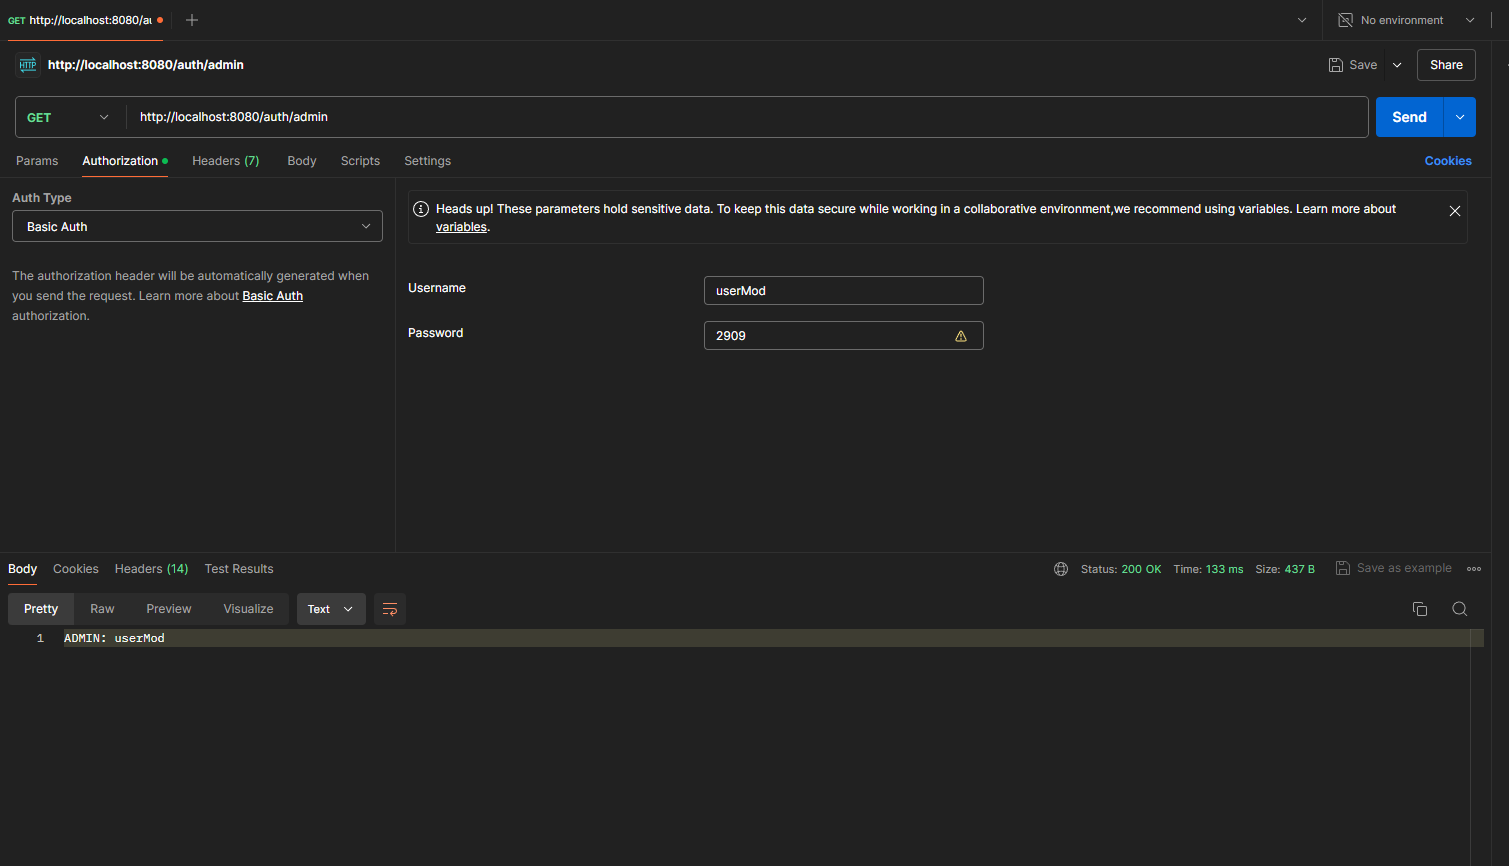 GET http://localhost:8080/au
No environment
HTTP http://localhost:8080/auth/admin
Save
Share
GET http://localhost:8080/auth/admin
Send
Params Authorization Headers (7) Body Scripts Settings
Cookies
Auth Type
Basic Auth
The authorization header will be automatically generated when
you send the request. Learn more about Basic Auth
authorization.
Heads up! These parameters hold sensitive data. To keep this data secure while working in a collaborative environment,we recommend using variables. Learn more about
variables.
Username userMod
Password 2909
Body Cookies Headers (14) Test Results
Status: 200 OK Time: 133 ms Size: 437 B Save as example
Pretty Raw Preview Visualize Text
1 ADMIN: userMod